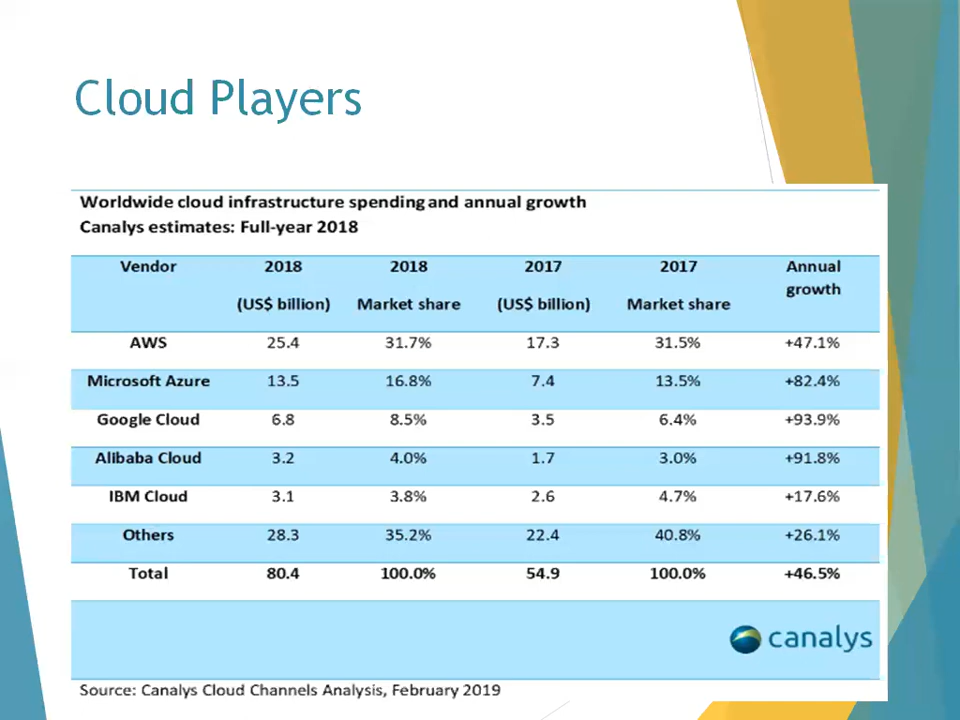 Cloud Players
Worldwide cloud infrastructure spending and annual growth
Canalys estimates: Full-year 2018
Vendor 2018 2018 2017 2017 Annual
growth
(US$ billion) Market share (US$ billion) Market share
AWS 25.4 31.7% 17.3 31.5% +47.1%
Microsoft Azure 13.5 16.8% 7.4 13.5% +82.4%
Google Cloud 6.8 8.5% 3.5 6.4% +93.9%
Alibaba Cloud 3.2 4.0% 1.7 3.0% +91.8%
IBM Cloud 3.1 3.8% 2.6 4.7% +17.6%
Others 28.3 35.2% 22.4 40.8% +26.1%
Total 80.4 100.0% 54.9 100.0% +46.5%
canalys
Source: Canalys Cloud Channels Analysis, February 2019